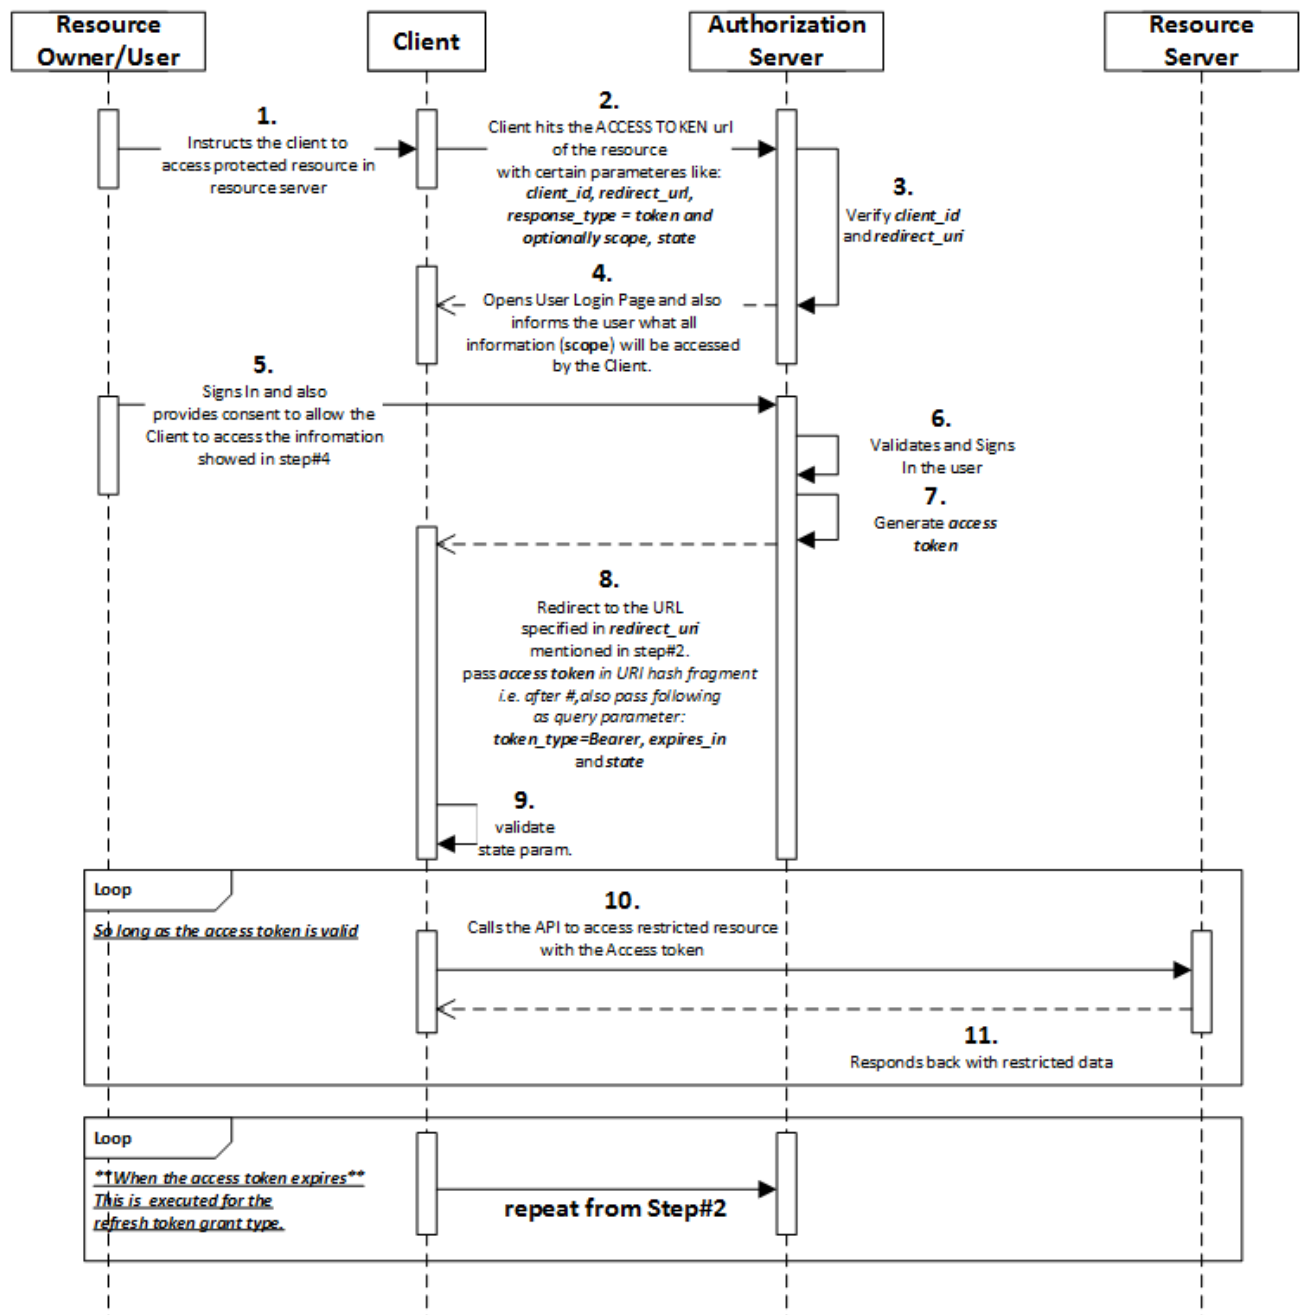 Resource
Owner/User
Client
Authorization
Server
Resource
Server
1.
Instructs the client to
access protected resource in
resource server
2.
Client hits the ACCESS TOKEN url
of the resource
with certain parameteres like:
client_id, redirect_url,
response_type = token and
optionally scope, state
3.
Verify client_id
and redirect_uri
4.
Opens User Login Page and also
informs the user what all
information (scope) will be accessed
by the Client.
5.
Signs In and also
provides consent to allow the
Client to access the infromation
showed in step#4
6.
Validates and Signs
In the user
7.
Generate access
token
8.
Redirect to the URL
specified in redirect_uri
mentioned in step#2.
pass access token in URI hash fragment
i.e. after #,also pass following
as query parameter:
token_type=Bearer, expires_in
and state
9.
validate
state param.
Loop
So long as the access token is valid
10.
Calls the API to access restricted resource
with the Access token
11.
Responds back with restricted data
Loop
**When the access token expires**
This is executed for the
refresh token grant type.
repeat from Step#2